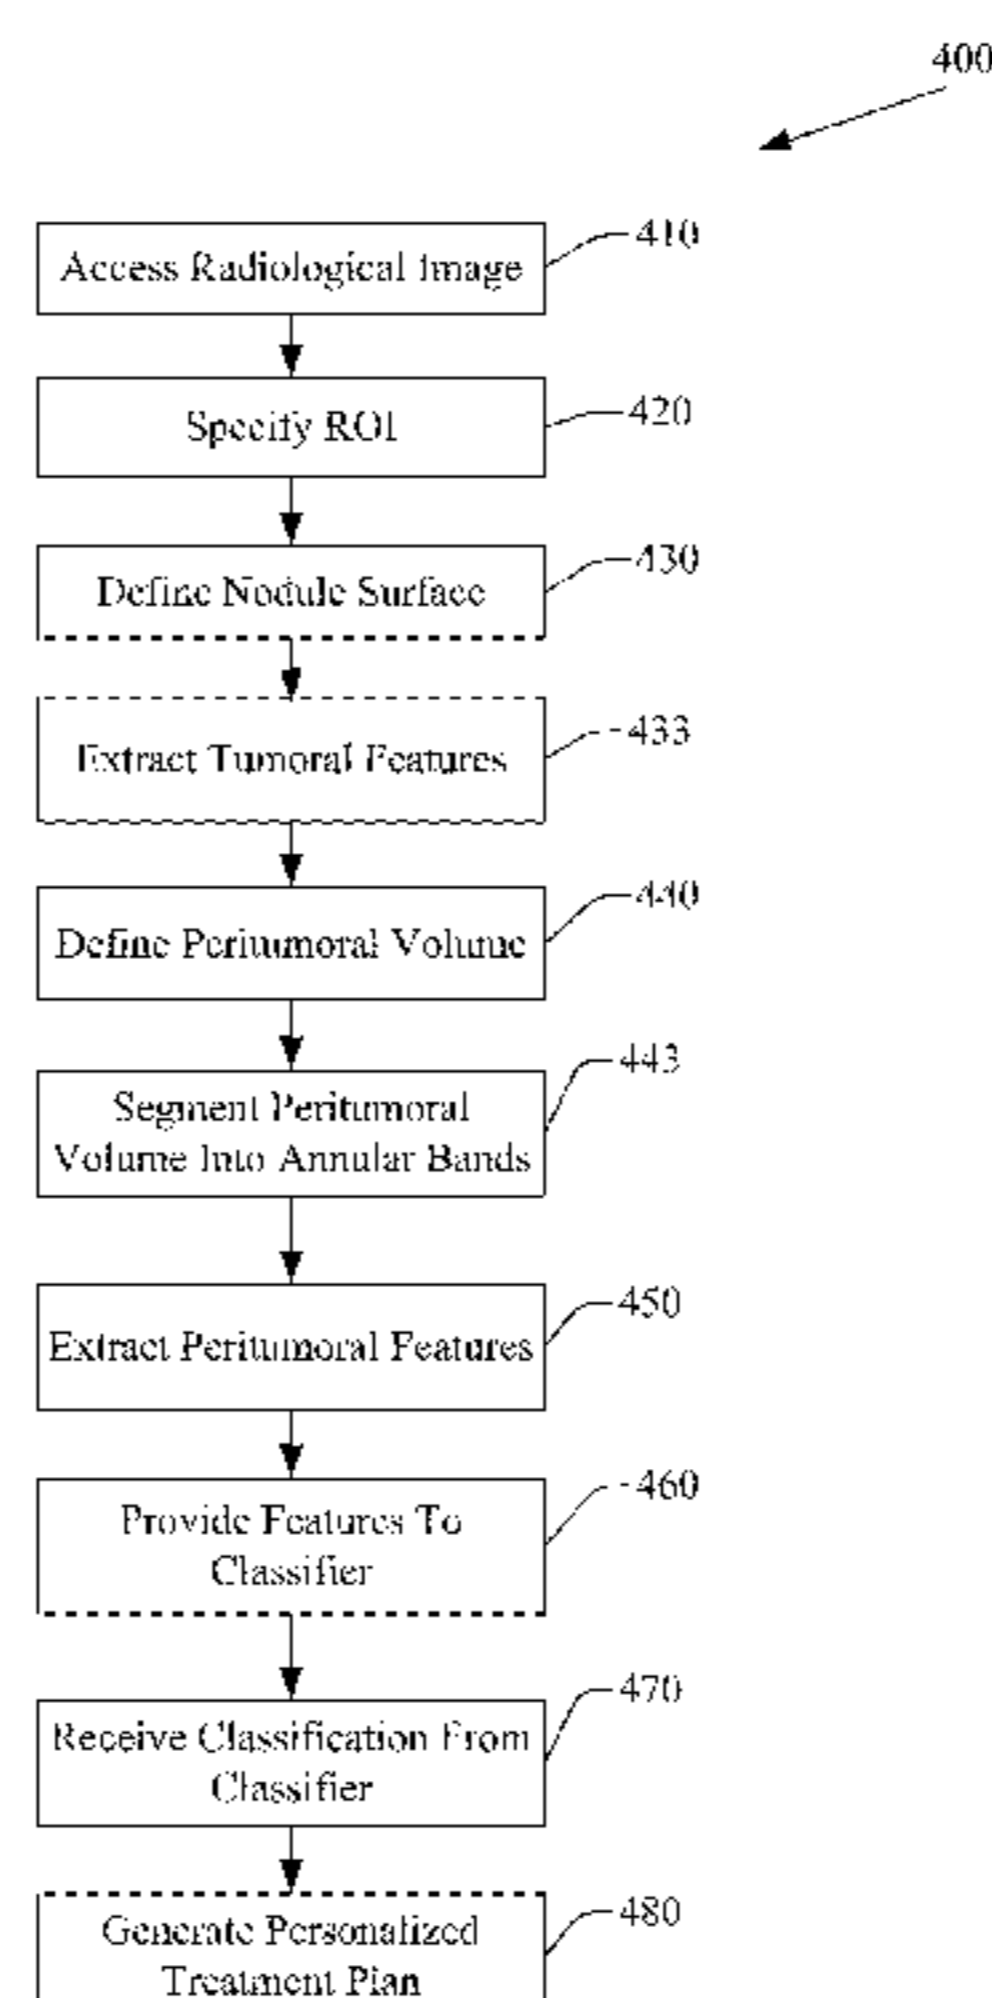 400
Access Radiological Image
410
Specify ROI
420
Define Nodule Surface
430
Extract Tumoral Features
433
Define Peritumoral Volume
440
Segment Peritumoral
Volume Into Annular Bands
443
Extract Peritumoral Features
450
Provide Features To
Classifier
460
Receive Classification From
Classifier
470
Generate Personalized
Treatment Plan
480